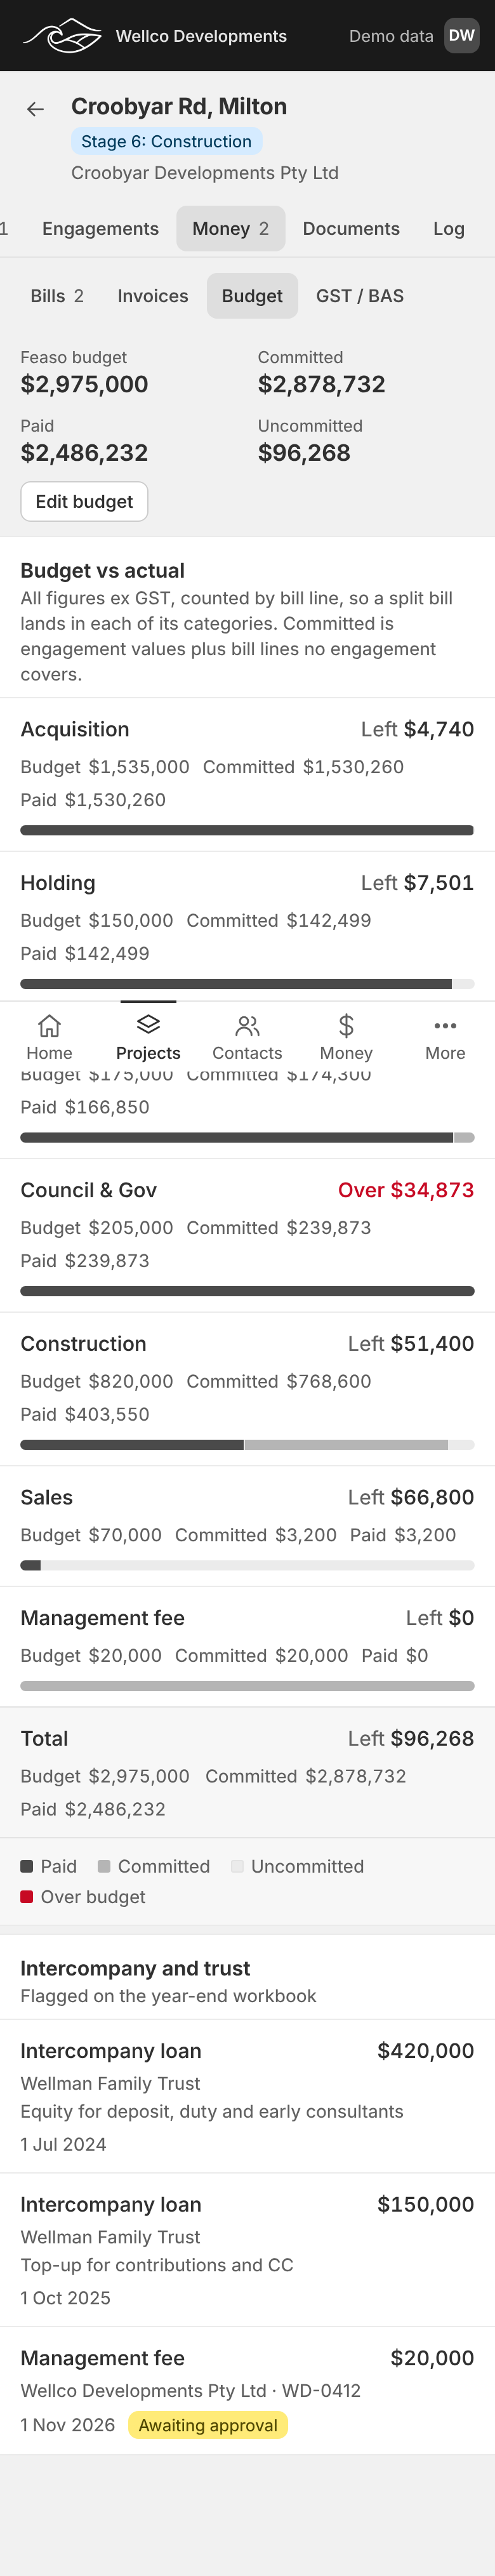 Wellco Developments
Demo data
DW
Croobyar Rd, Milton
Stage 6: Construction
Croobyar Developments Pty Ltd
1
Engagements
Money 2
Documents
Log
Bills 2
Invoices
Budget
GST / BAS
Feaso budget
$2,975,000
Committed
$2,878,732
Paid
$2,486,232
Uncommitted
$96,268
Edit budget
Budget vs actual
All figures ex GST, counted by bill line, so a split bill
lands in each of its categories. Committed is
engagement values plus bill lines no engagement
covers.
Acquisition
Left $4,740
Budget $1,535,000 Committed $1,530,260
Paid $1,530,260
Holding
Left $7,501
Budget $150,000 Committed $142,499
Paid $142,499
Home
Projects
Contacts
Money
More
Budget $175,000 Committed $174,300
Paid $166,850
Council & Gov
Over $34,873
Budget $205,000 Committed $239,873
Paid $239,873
Construction
Left $51,400
Budget $820,000 Committed $768,600
Paid $403,550
Sales
Left $66,800
Budget $70,000 Committed $3,200 Paid $3,200
Management fee
Left $0
Budget $20,000 Committed $20,000 Paid $0
Total
Left $96,268
Budget $2,975,000 Committed $2,878,732
Paid $2,486,232
Paid
Committed
Uncommitted
Over budget
Intercompany and trust
Flagged on the year-end workbook
Intercompany loan
$420,000
Wellman Family Trust
Equity for deposit, duty and early consultants
1 Jul 2024
Intercompany loan
$150,000
Wellman Family Trust
Top-up for contributions and CC
1 Oct 2025
Management fee
$20,000
Wellco Developments Pty Ltd · WD-0412
1 Nov 2026
Awaiting approval